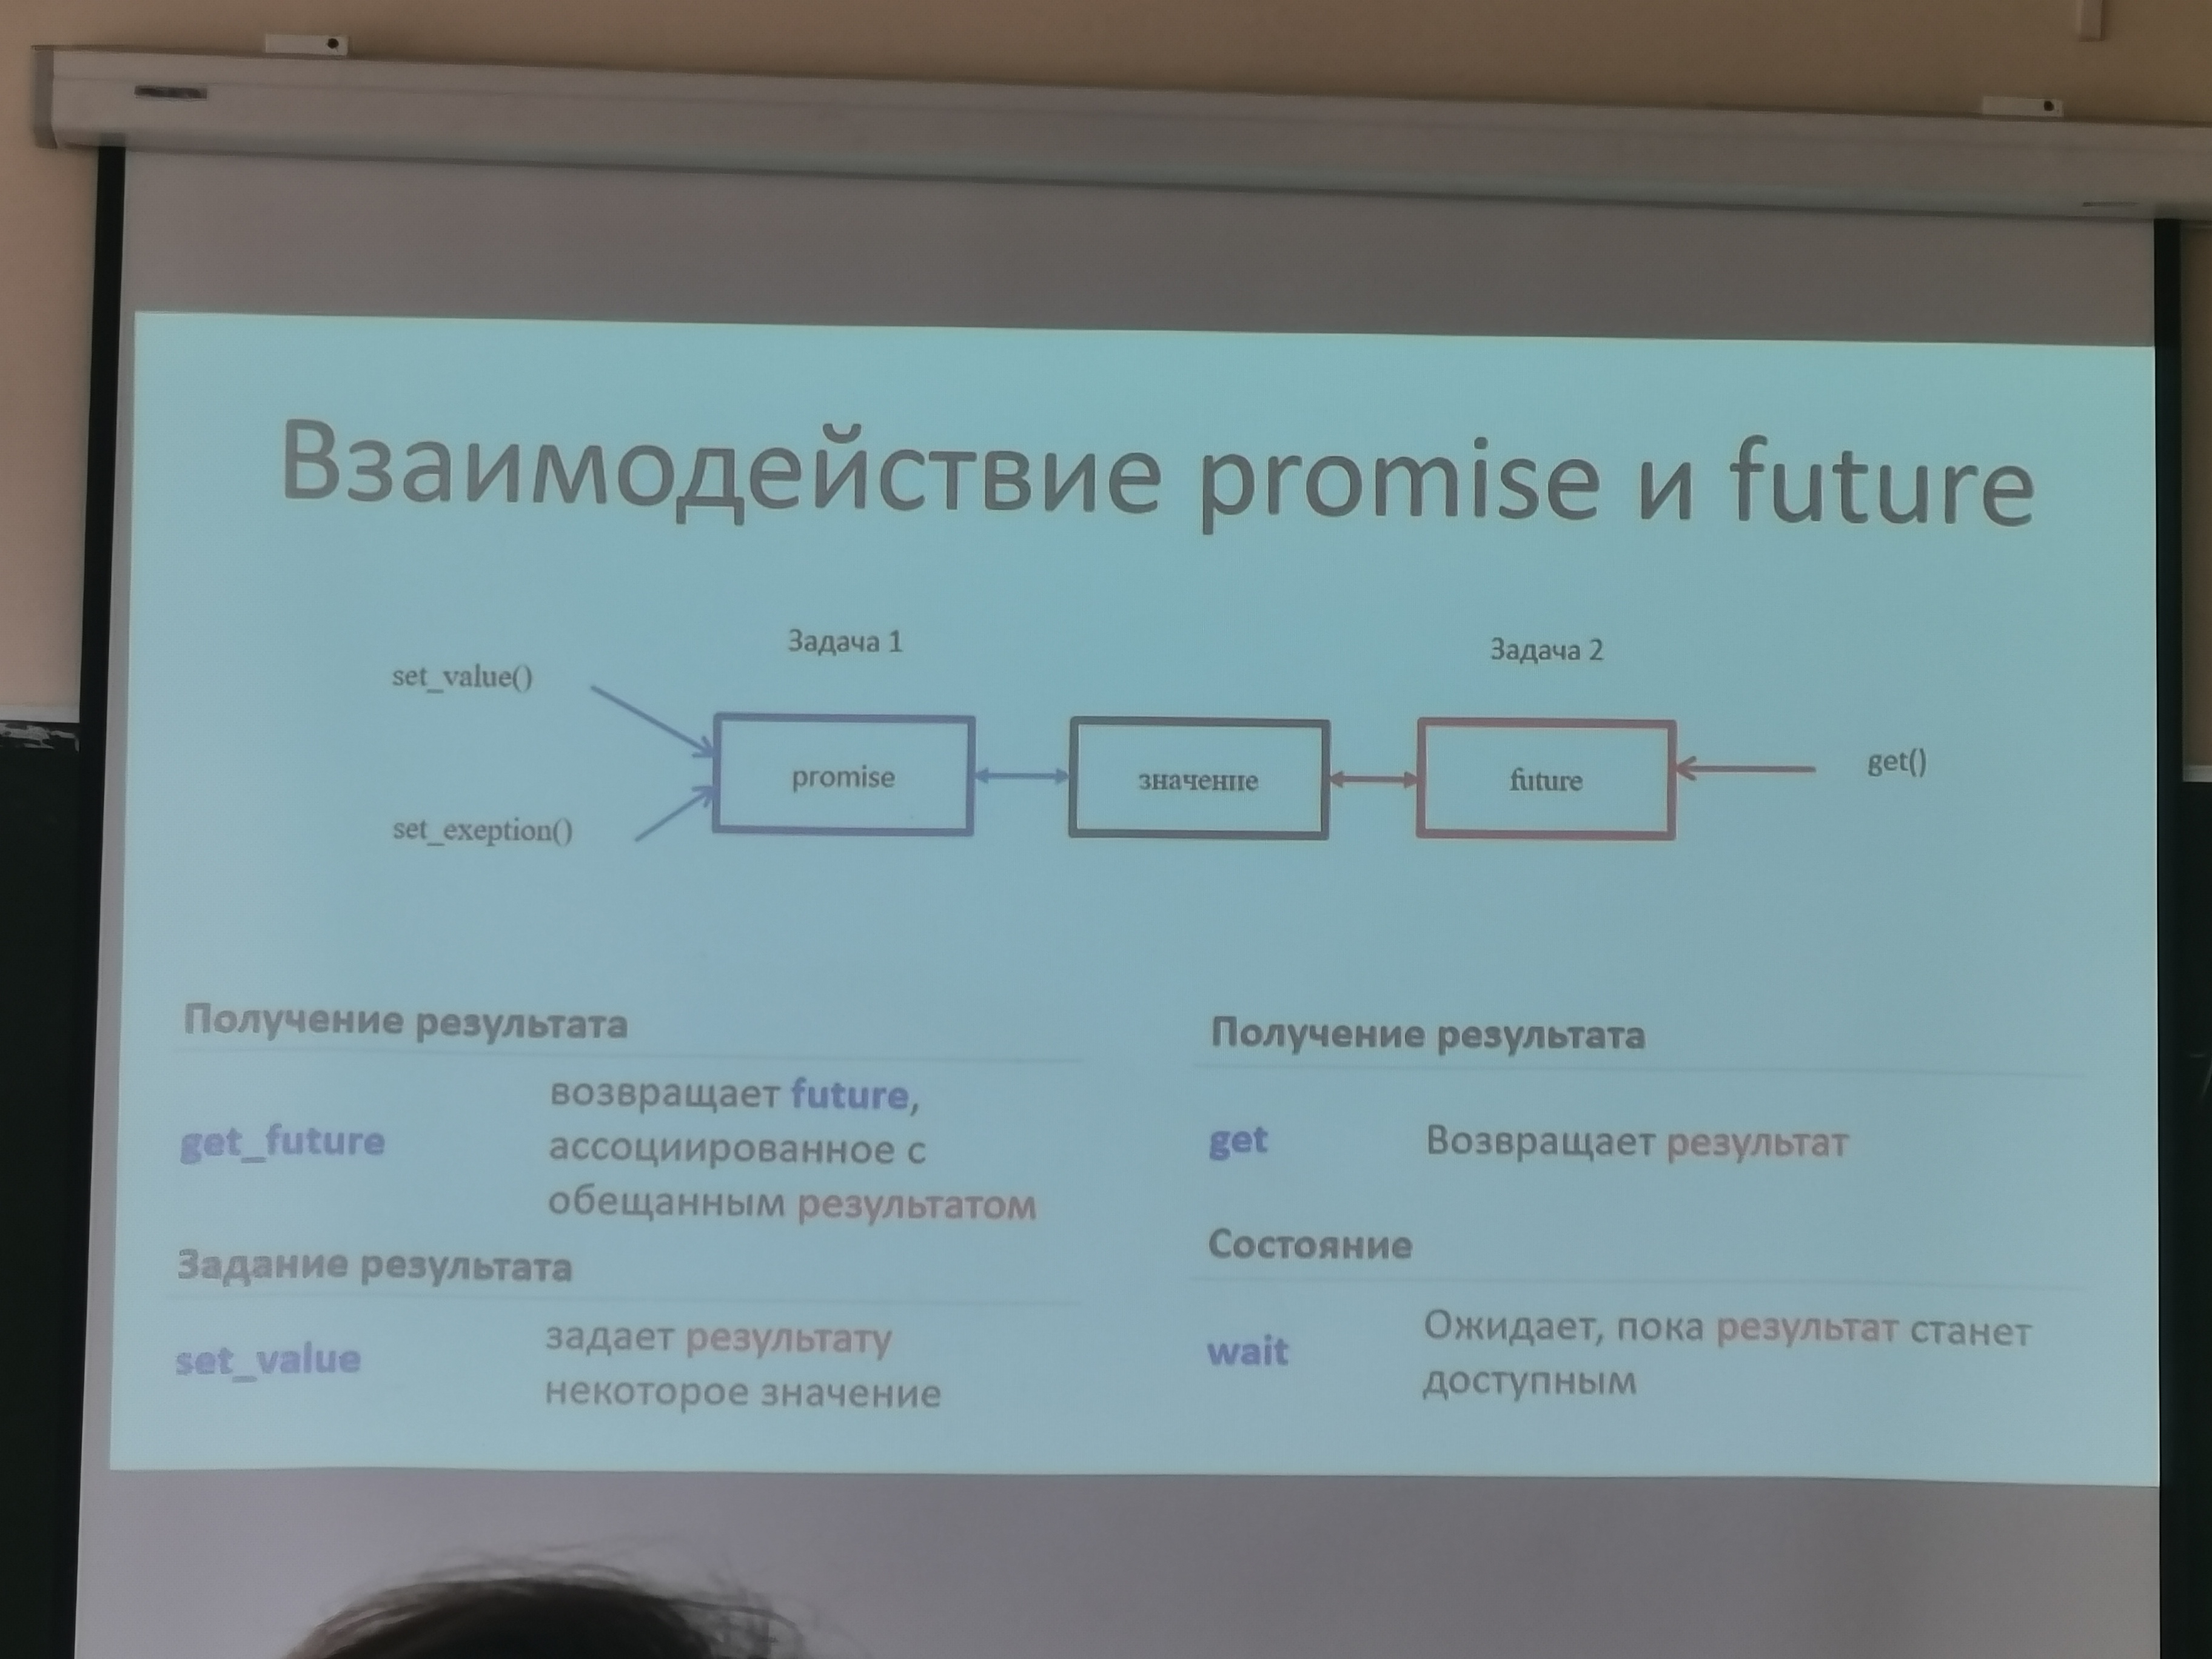 Взаимодействие promise и future
Задача 1
Задача 2
set_value()
set_exeption()
promise
значение
future
get()
Получение результата
get_future
возвращает future,
ассоциированное с
обещанным результатом
Задание результата
set_value
задает результату
некоторое значение
Получение результата
get
Возвращает результат
Состояние
wait
Ожидает, пока результат станет
доступным